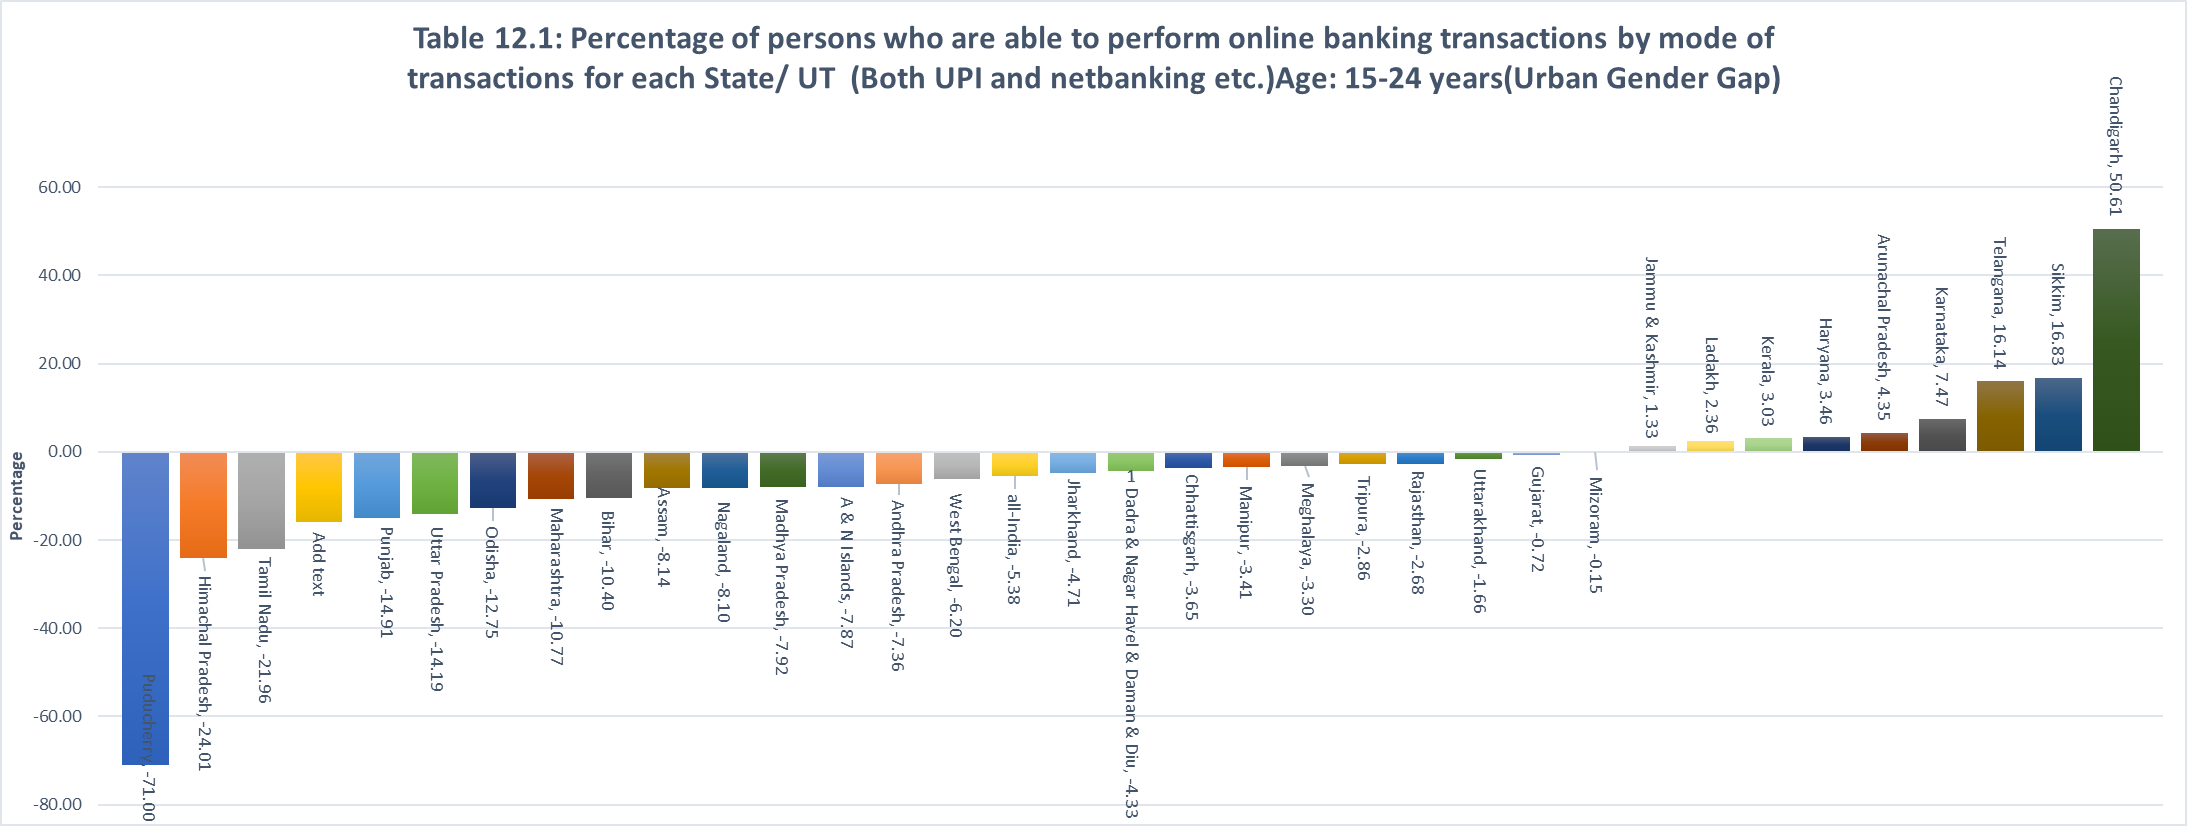 Table 12.1: Percentage of persons who are able to perform online banking transactions by mode of
transactions for each State/ UT  (Both UPI and netbanking etc.)Age: 15-24 years(Urban Gender Gap)
60.00
40.00
20.00
0.00
-20.00
-40.00
-60.00
-80.00
Percentage
Puducherry, -71.00
Himachal Pradesh, -24.01
Tamil Nadu, -21.96
Add text
Punjab, -14.91
Uttar Pradesh, -14.19
Odisha, -12.75
Maharashtra, -10.77
Bihar, -10.40
Assam, -8.14
Nagaland, -8.10
Madhya Pradesh, -7.92
A & N Islands, -7.87
Andhra Pradesh, -7.36
West Bengal, -6.20
all-India, -5.38
Jharkhand, -4.71
Dadra & Nagar Havel & Daman & Diu, -4.33
1
Chhattisgarh, -3.65
Manipur, -3.41
Meghalaya, -3.30
Tripura, -2.86
Rajasthan, -2.68
Uttarakhand, -1.66
Gujarat, -0.72
Mizoram, -0.15
Jammu & Kashmir, 1.33
Ladakh, 2.36
Kerala, 3.03
Haryana, 3.46
Arunachal Pradesh, 4.35
Karnataka, 7.47
Telangana, 16.14
Sikkim, 16.83
Chandigarh, 50.61